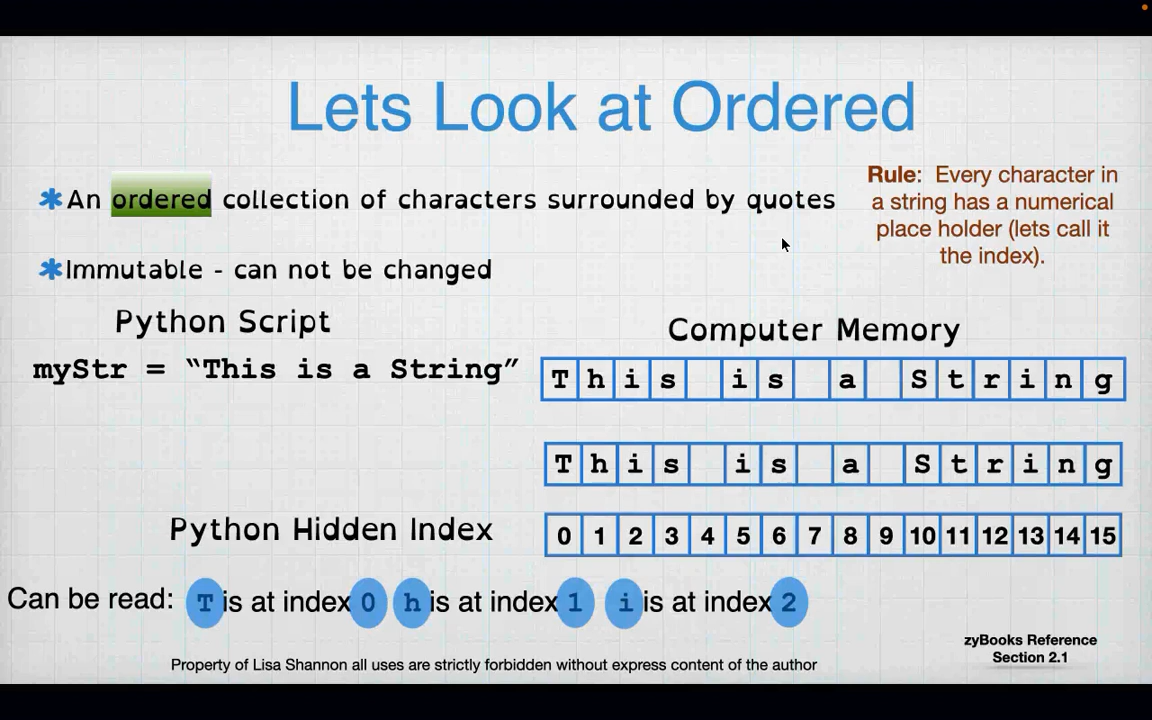 Lets Look at Ordered
✱An ordered collection of characters surrounded by quotes
✱Immutable - can not be changed
Rule: Every character in
a string has a numerical
place holder (lets call it
the index).
Python Script
myStr = “This is a String”
Computer Memory
T h i s   i s   a   S t r i n g
T h i s   i s   a   S t r i n g
Python Hidden Index
0 1 2 3 4 5 6 7 8 9 10 11 12 13 14 15
Can be read: T is at index 0 h is at index 1 i is at index 2
zyBooks Reference
Section 2.1
Property of Lisa Shannon all uses are strictly forbidden without express content of the author